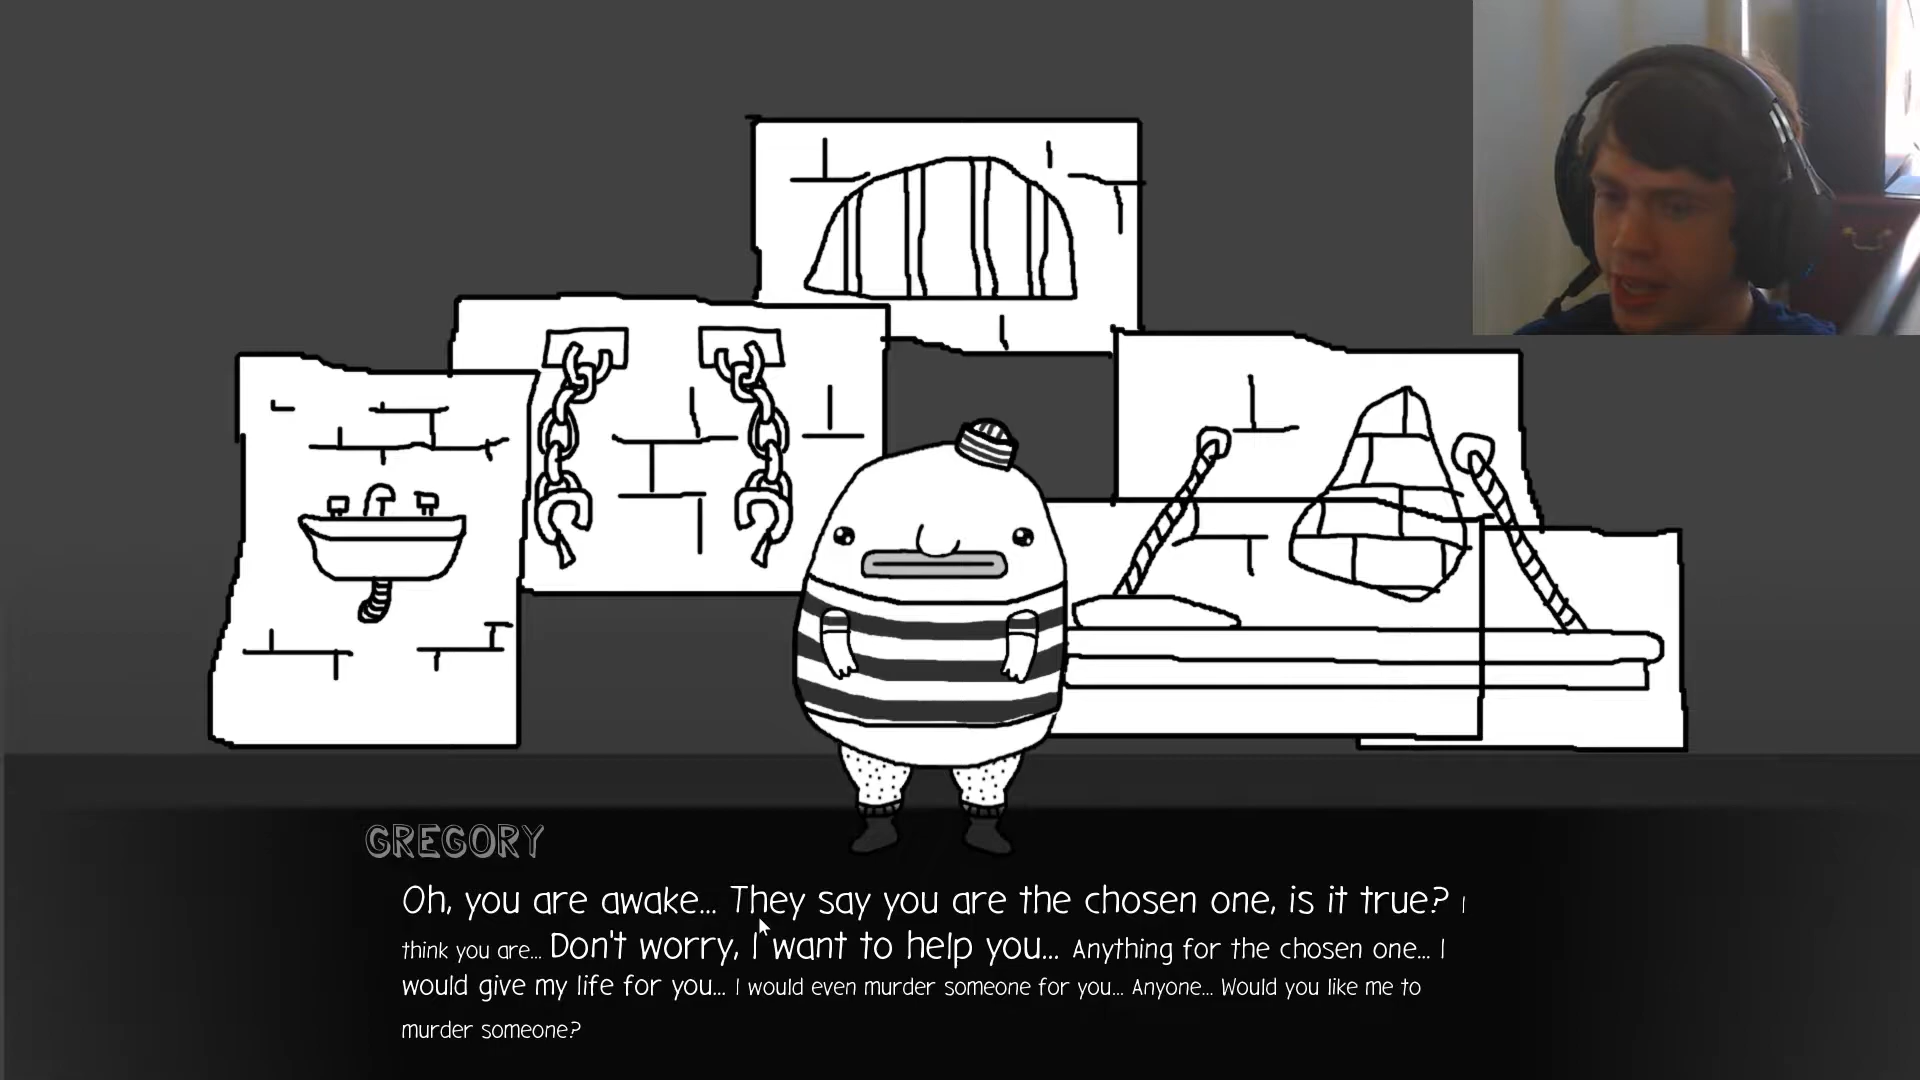 GREGORY
Oh, you are awake... They say you are the chosen one, is it true? I
think you are... Don't worry, I want to help you... Anything for the chosen one... I
would give my life for you... I would even murder someone for you... Anyone... Would you like me to
murder someone?